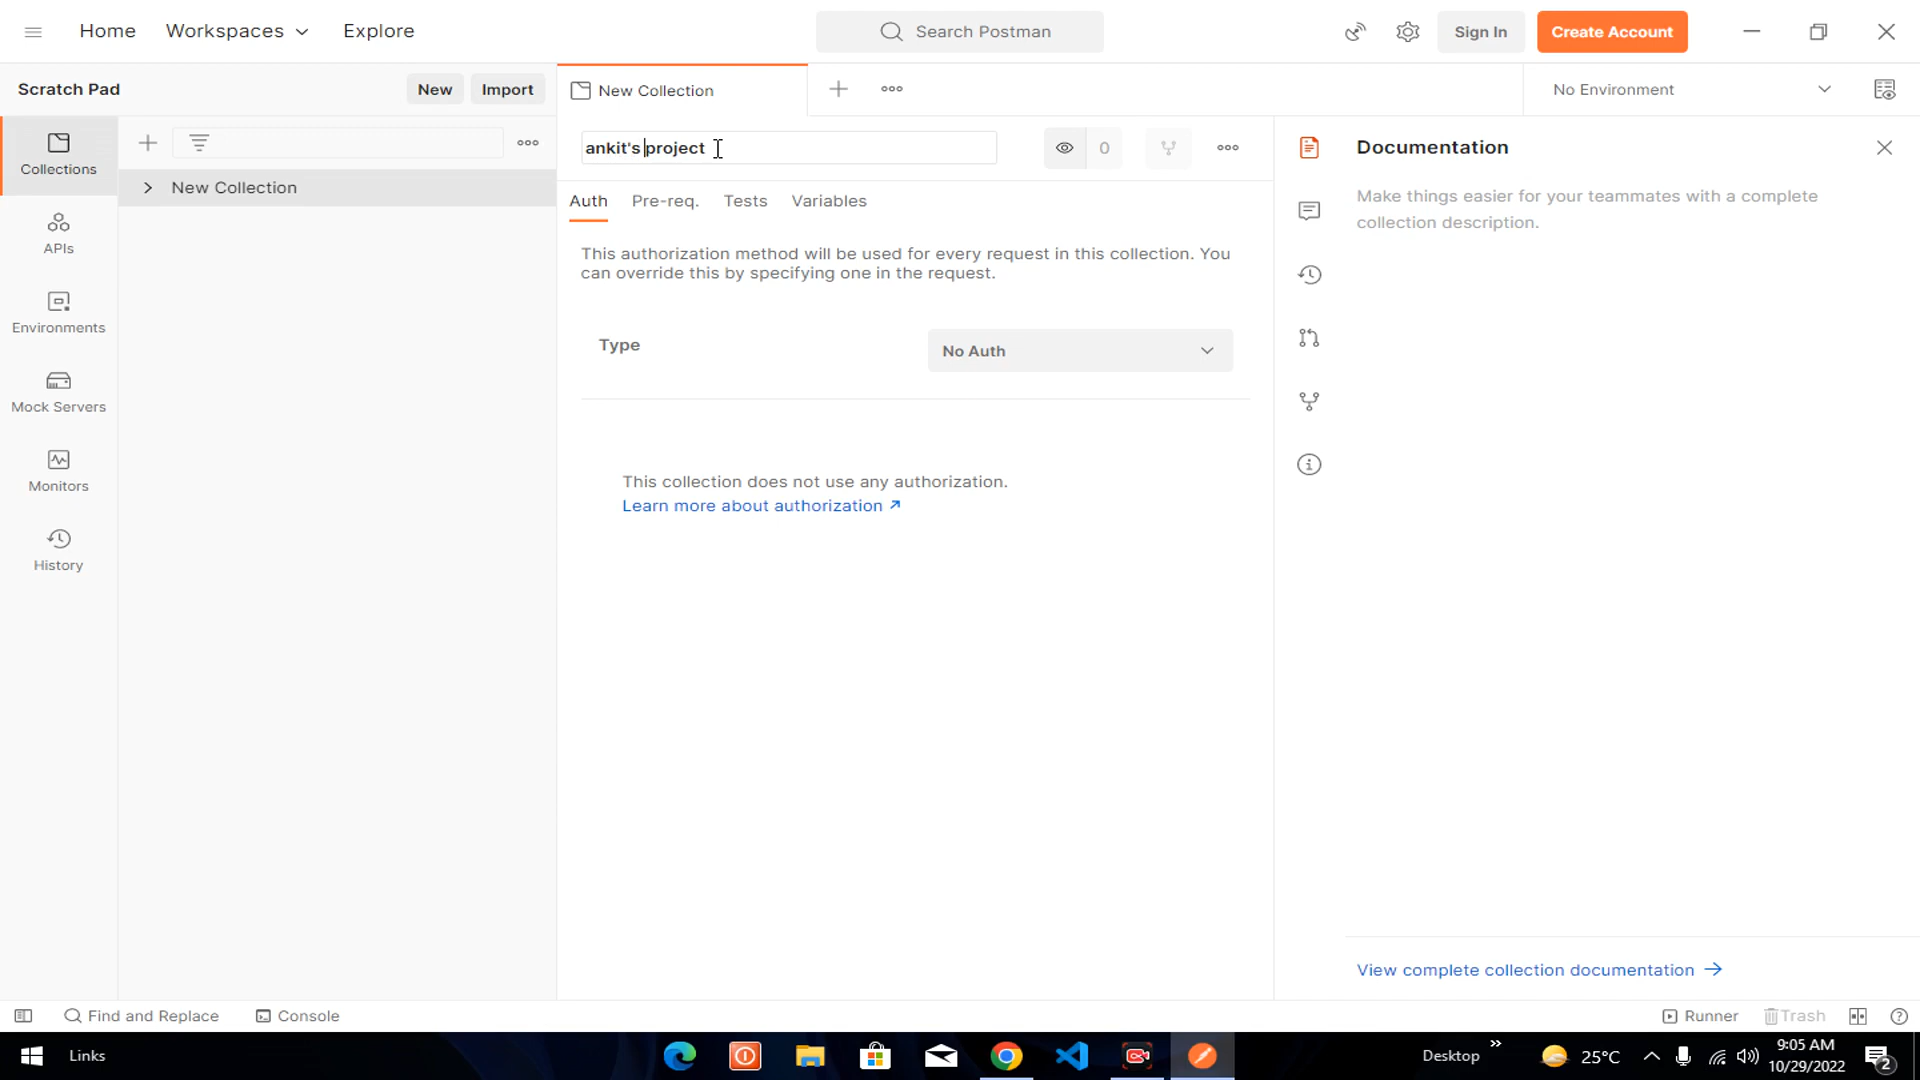 Home Workspaces Explore Search Postman Sign In Create Account
Scratch Pad New Import New Collection No Environment
ankit's project 0 Documentation
Collections
New Collection
Make things easier for your teammates with a complete
collection description.
Auth Pre-req. Tests Variables
APIs
This authorization method will be used for every request in this collection. You
can override this by specifying one in the request.
Environments
Type No Auth
Mock Servers
Monitors
This collection does not use any authorization.
Learn more about authorization
History
View complete collection documentation
Find and Replace Console Runner Trash
Links Desktop 25°C 9:05 AM
10/29/2022 2